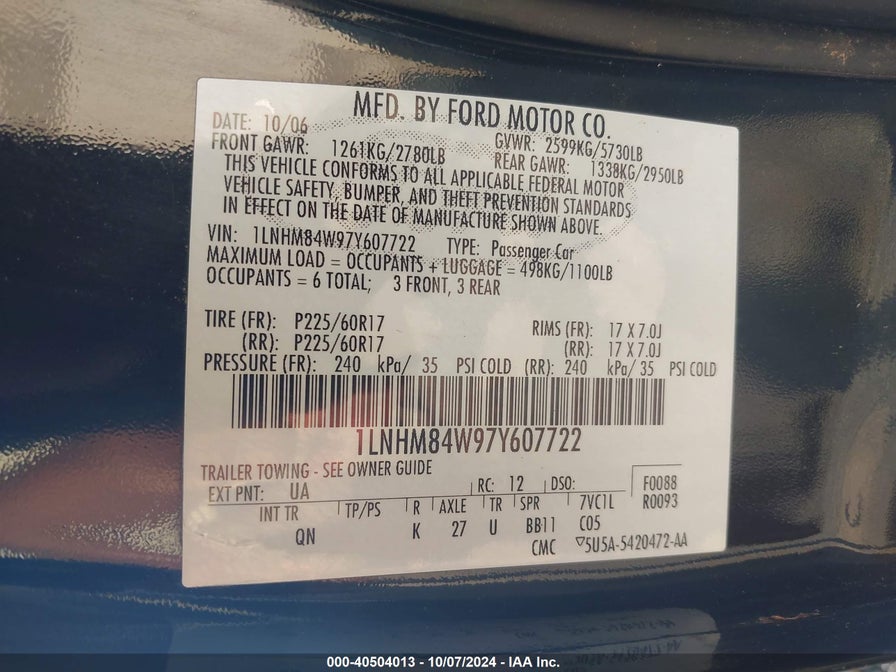 MFD. BY FORD MOTOR CO.
DATE: 10/06 GVWR: 2599KG/5730LB
FRONT GAWR: 1261KG/2780LB REAR GAWR: 1338KG/2950LB
THIS VEHICLE CONFORMS TO ALL APPLICABLE FEDERAL MOTOR
VEHICLE SAFETY, BUMPER, AND THEFT PREVENTION STANDARDS
IN EFFECT ON THE DATE OF MANUFACTURE SHOWN ABOVE.
VIN: 1LNHM84W97Y607722 TYPE: Passenger Car
MAXIMUM LOAD = OCCUPANTS + LUGGAGE = 498KG/1100LB
OCCUPANTS = 6 TOTAL; 3 FRONT, 3 REAR
TIRE (FR): P225/60R17 RIMS (FR): 17 X 7.0J
(RR): P225/60R17 (RR): 17 X 7.0J
PRESSURE (FR): 240 kPa/ 35 PSI COLD (RR): 240 kPa/ 35 PSI COLD
1LNHM84W97Y607722
TRAILER TOWING - SEE OWNER GUIDE
EXT PNT: UA RC: 12 DSO: F0088
INT TR TP/PS R AXLE TR SPR 7VC1L R0093
QN K 27 U BB11 C05
CMC 5U5A-5420472-AA
000-40504013 - 10/07/2024 - IAA Inc.